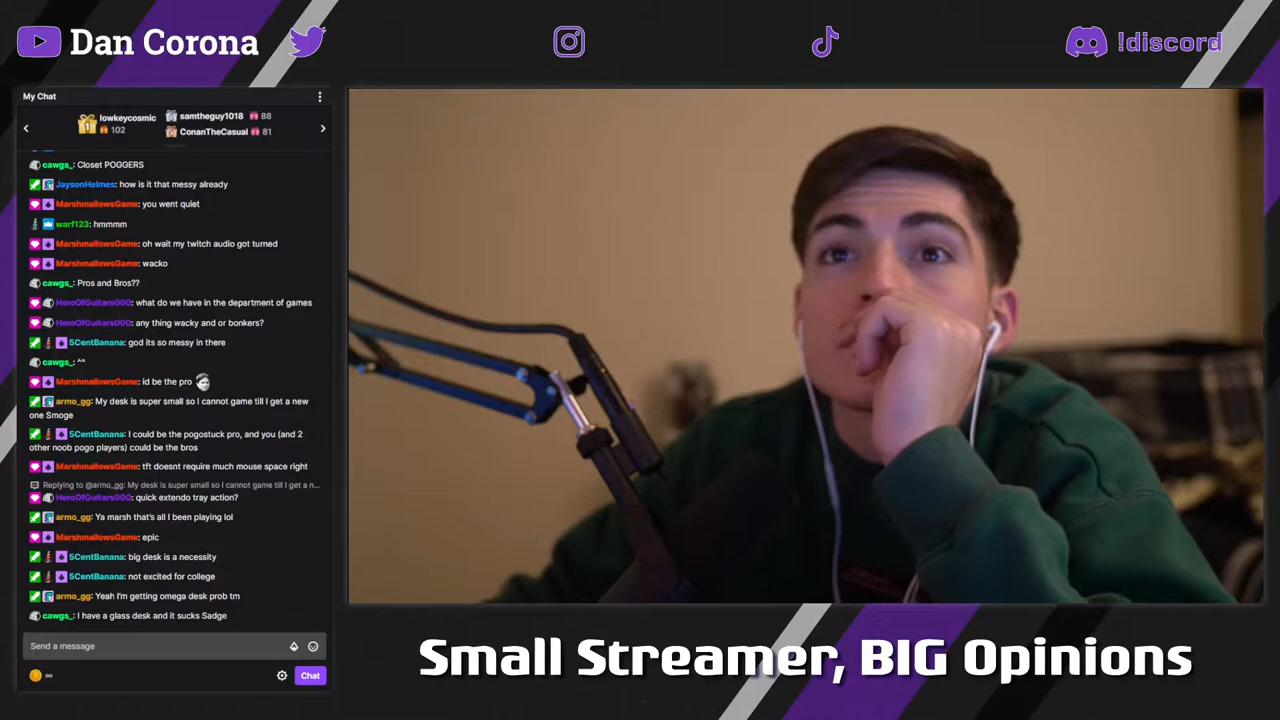 Dan Corona
!discord
My Chat
lowkeycosmic
102
samtheguy1018 88
ConanTheCasual 81
cawgs_: Closet POGGERS
JaysonHelmes: how is it that messy already
MarshmallowsGame: you went quiet
warf123: hmmmm
MarshmallowsGame: oh wait my twitch audio got turned
MarshmallowsGame: wacko
cawgs_: Pros and Bros??
HeroOfGuitars000: what do we have in the department of games
HeroOfGuitars000: any thing wacky and or bonkers?
5CentBanana: god its so messy in there
cawgs_: ^^
MarshmallowsGame: id be the pro
armo_gg: My desk is super small so I cannot game till I get a new
one Smoge
5CentBanana: I could be the pogostuck pro, and you (and 2
other noob pogo players) could be the bros
MarshmallowsGame: tft doesnt require much mouse space right
Replying to @armo_gg: My desk is super small so I cannot game till I get a n...
HeroOfGuitars000: quick extendo tray action?
armo_gg: Ya marsh that's all I been playing lol
MarshmallowsGame: epic
5CentBanana: big desk is a necessity
5CentBanana: not excited for college
armo_gg: Yeah I'm getting omega desk prob tm
cawgs_: I have a glass desk and it sucks Sadge
Send a message
∞
Chat
Small Streamer, BIG Opinions